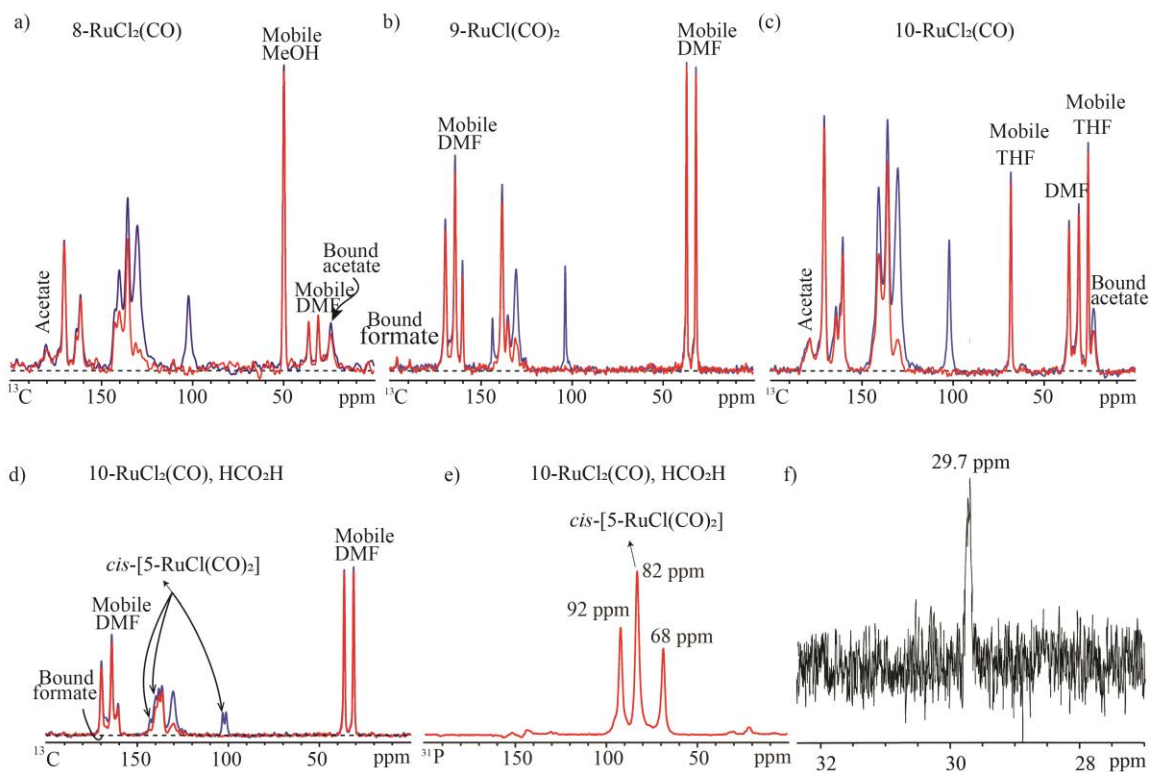 a)
8-RuCl₂(CO)
Mobile
MeOH
Acetate
Bound
acetate
Mobile
DMF
¹³C 150 100 50 ppm
b)
9-RuCl(CO)₂
Mobile
DMF
Mobile
DMF
Bound
formate
¹³C 150 100 50 ppm
c)
10-RuCl₂(CO)
Mobile
THF
Mobile
THF
DMF
Acetate
Bound
acetate
¹³C 150 100 50 ppm
d)
10-RuCl₂(CO), HCO₂H
cis-[5-RuCl(CO)₂]
Mobile
DMF
Mobile
DMF
Bound
formate
¹³C 150 100 50 ppm
e)
10-RuCl₂(CO), HCO₂H
cis-[5-RuCl(CO)₂]
82 ppm
92 ppm
68 ppm
³¹P 150 100 50 ppm
f)
29.7 ppm
32 30 28 ppm